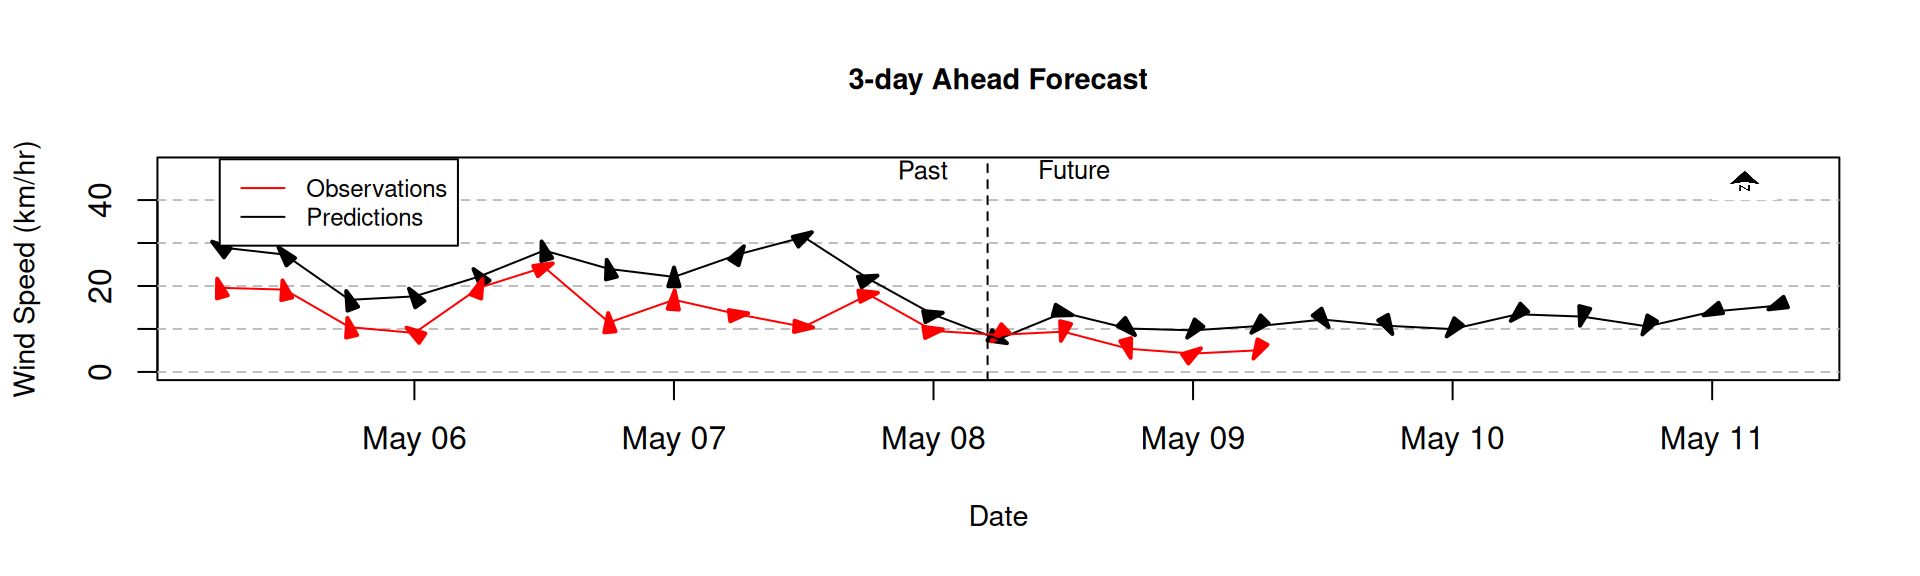 3-day Ahead Forecast
Past
Future
N
Observations
Predictions
Wind Speed (km/hr)
40
20
0
May 06
May 07
May 08
May 09
May 10
May 11
Date